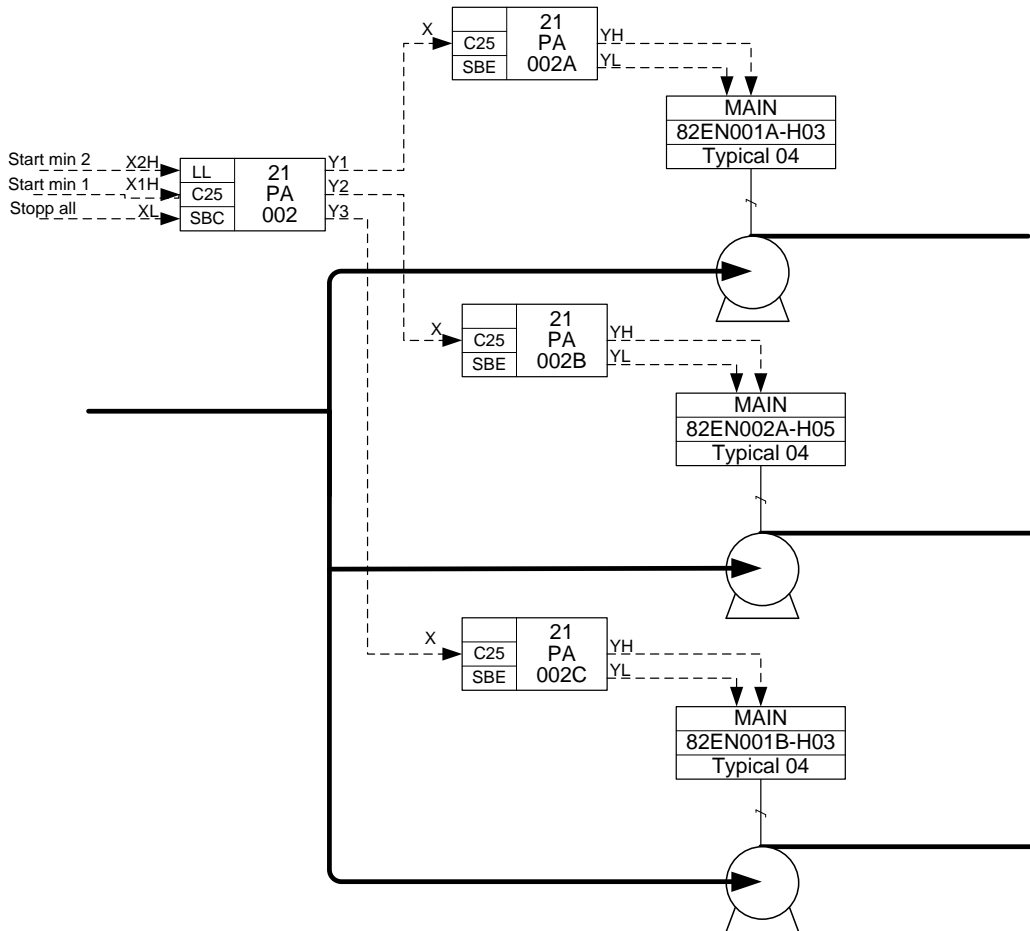 X
21
PA
002A
C25
SBE
YH
YL
MAIN
82EN001A-H03
Typical 04
Start min 2
X2H
Start min 1
X1H
Stopp all
XL
LL
C25
SBC
21
PA
002
Y1
Y2
Y3
X
21
PA
002B
C25
SBE
YH
YL
MAIN
82EN002A-H05
Typical 04
X
21
PA
002C
C25
SBE
YH
YL
MAIN
82EN001B-H03
Typical 04